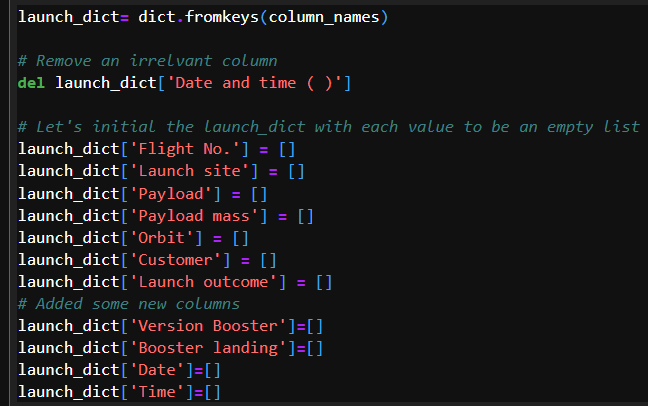 launch_dict= dict.fromkeys(column_names)
# Remove an irrelvant column
del launch_dict['Date and time ( )']
# Let's initial the launch_dict with each value to be an empty list
launch_dict['Flight No.'] = []
launch_dict['Launch site'] = []
launch_dict['Payload'] = []
launch_dict['Payload mass'] = []
launch_dict['Orbit'] = []
launch_dict['Customer'] = []
launch_dict['Launch outcome'] = []
# Added some new columns
launch_dict['Version Booster']=[]
launch_dict['Booster landing']=[]
launch_dict['Date']=[]
launch_dict['Time']=[]